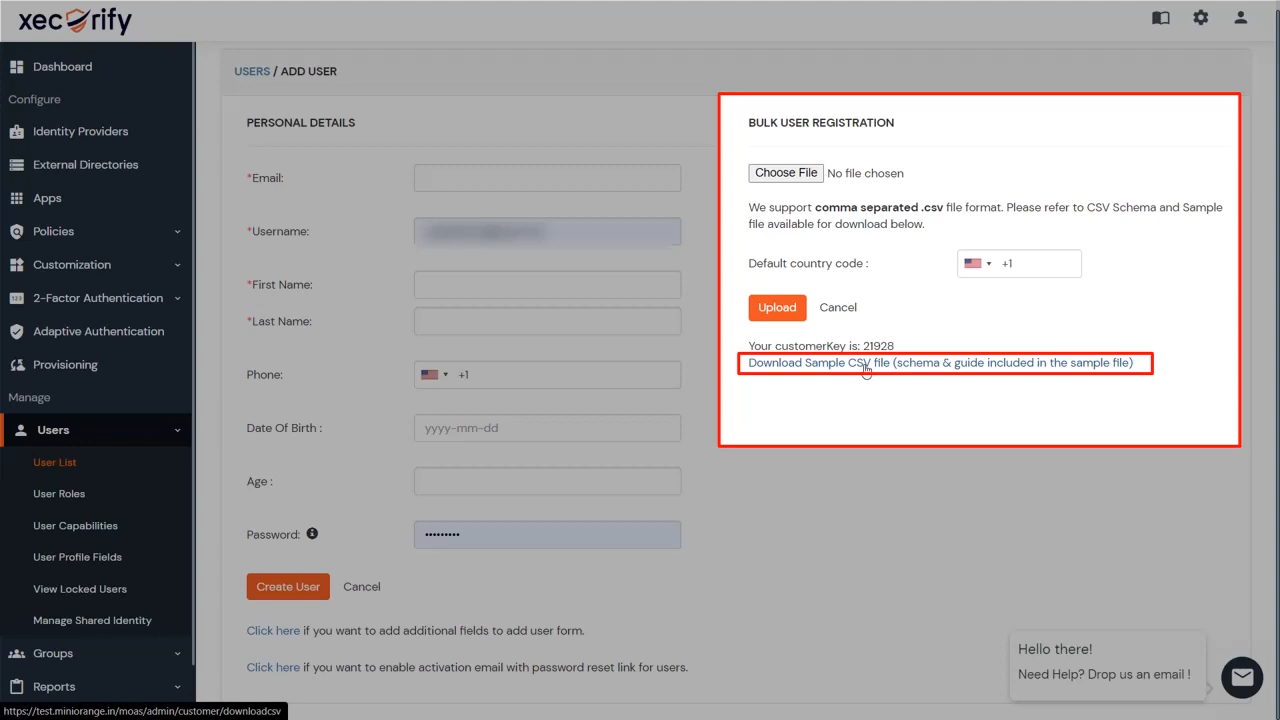 xecurify
Dashboard
Configure
Identity Providers
External Directories
Apps
Policies
Customization
2-Factor Authentication
Adaptive Authentication
Provisioning
Manage
Users
User List
User Roles
User Capabilities
User Profile Fields
View Locked Users
Manage Shared Identity
Groups
Reports
USERS / ADD USER
PERSONAL DETAILS
*Email:
*Username:
*First Name:
*Last Name:
Phone:
+1
Date Of Birth :
yyyy-mm-dd
Age :
Password:
•••••••••
Create User
Cancel
Click here if you want to add additional fields to add user form.
Click here if you want to enable activation email with password reset link for users.
BULK USER REGISTRATION
Choose File No file chosen
We support comma separated .csv file format. Please refer to CSV Schema and Sample
file available for download below.
Default country code :
+1
Upload
Cancel
Your customerKey is: 21928
Download Sample CSV file (schema & guide included in the sample file)
Hello there!
Need Help? Drop us an email !
https://test.miniorange.in/moas/admin/customer/downloadcsv